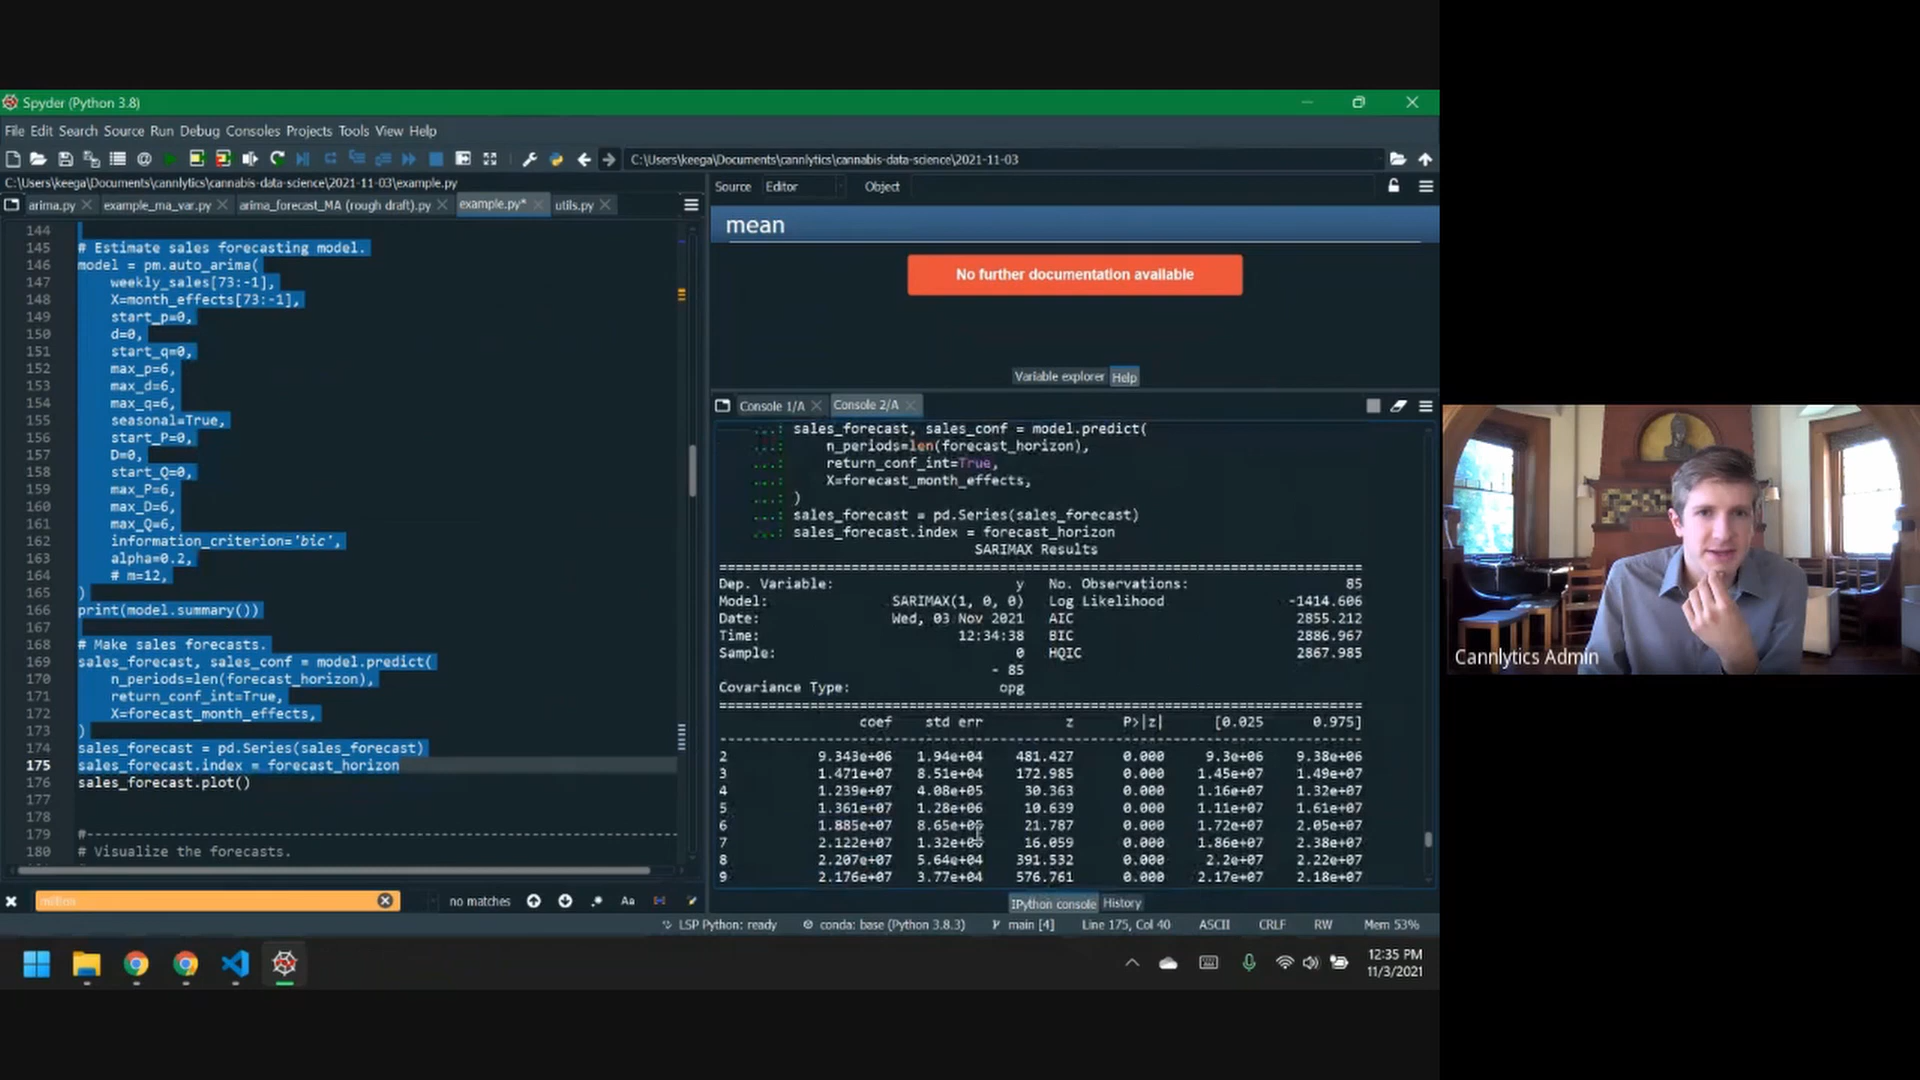 Spyder (Python 3.8)
File Edit Search Source Run Debug Consoles Projects Tools View Help
C:\Users\keega\Documents\cannlytics\cannabis-data-science\2021-11-03
C:\Users\keega\Documents\cannlytics\cannabis-data-science\2021-11-03\example.py
arima.py example_ma_var.py arima_forecast_MA (rough draft).py example.py* utils.py
144
145 # Estimate sales forecasting model.
146 model = pm.auto_arima(
147 weekly_sales[73:-1],
148 X=month_effects[73:-1],
149 start_p=0,
150 d=0,
151 start_q=0,
152 max_p=6,
153 max_d=6,
154 max_q=6,
155 seasonal=True,
156 start_P=0,
157 D=0,
158 start_Q=0,
159 max_P=6,
160 max_D=6,
161 max_Q=6,
162 information_criterion='bic',
163 alpha=0.2,
164 # m=12,
165 )
166 print(model.summary())
167
168 # Make sales forecasts.
169 sales_forecast, sales_conf = model.predict(
170 n_periods=len(forecast_horizon),
171 return_conf_int=True,
172 X=forecast_month_effects,
173 )
174 sales_forecast = pd.Series(sales_forecast)
175 sales_forecast.index = forecast_horizon
176 sales_forecast.plot()
177
178
179 #--------------------------------------------------------------------------
180 # Visualize the forecasts.
million no matches Aa
Source Editor Object
mean
No further documentation available
Variable explorer Help
Console 1/A Console 2/A
...: sales_forecast, sales_conf = model.predict(
...: n_periods=len(forecast_horizon),
...: return_conf_int=True,
...: X=forecast_month_effects,
...: )
...: sales_forecast = pd.Series(sales_forecast)
...: sales_forecast.index = forecast_horizon
SARIMAX Results
==============================================================================
Dep. Variable: y No. Observations: 85
Model: SARIMAX(1, 0, 0) Log Likelihood -1414.606
Date: Wed, 03 Nov 2021 AIC 2855.212
Time: 12:34:38 BIC 2886.967
Sample: 0 HQIC 2867.985
- 85
Covariance Type: opg
==============================================================================
coef std err z P>|z| [0.025 0.975]
------------------------------------------------------------------------------
2 9.343e+06 1.94e+04 481.427 0.000 9.3e+06 9.38e+06
3 1.471e+07 8.51e+04 172.985 0.000 1.45e+07 1.49e+07
4 1.239e+07 4.08e+05 30.363 0.000 1.16e+07 1.32e+07
5 1.361e+07 1.28e+06 10.639 0.000 1.11e+07 1.61e+07
6 1.885e+07 8.65e+05 21.787 0.000 1.72e+07 2.05e+07
7 2.122e+07 1.32e+06 16.059 0.000 1.86e+07 2.38e+07
8 2.207e+07 5.64e+04 391.532 0.000 2.2e+07 2.22e+07
9 2.176e+07 3.77e+04 576.761 0.000 2.17e+07 2.18e+07
IPython console History
LSP Python: ready conda: base (Python 3.8.3) main [4] Line 175, Col 40 ASCII CRLF RW Mem 53%
12:35 PM
11/3/2021
Cannlytics Admin